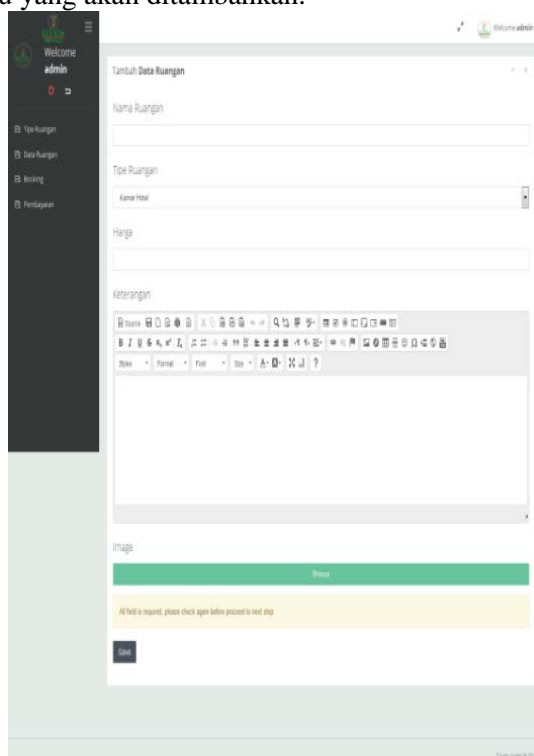 yang akan ditambahkan.
Welcome admin
Welcome
admin
Tipe Ruangan
Data Ruangan
Booking
Pembayaran
Tambah Data Ruangan
Nama Ruangan
Tipe Ruangan
Kamar Hotel
Harga
Keterangan
Source
Styles Format Font Size A A ?
Image
Browse
All field is required, please check again before proceed to next step
Save